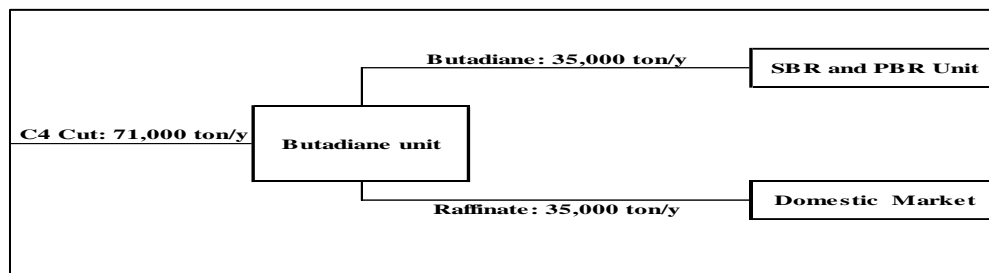 Butadiane: 35,000 ton/y
SBR and PBR Unit
C4 Cut: 71,000 ton/y
Butadiane unit
Raffinate: 35,000 ton/y
Domestic Market